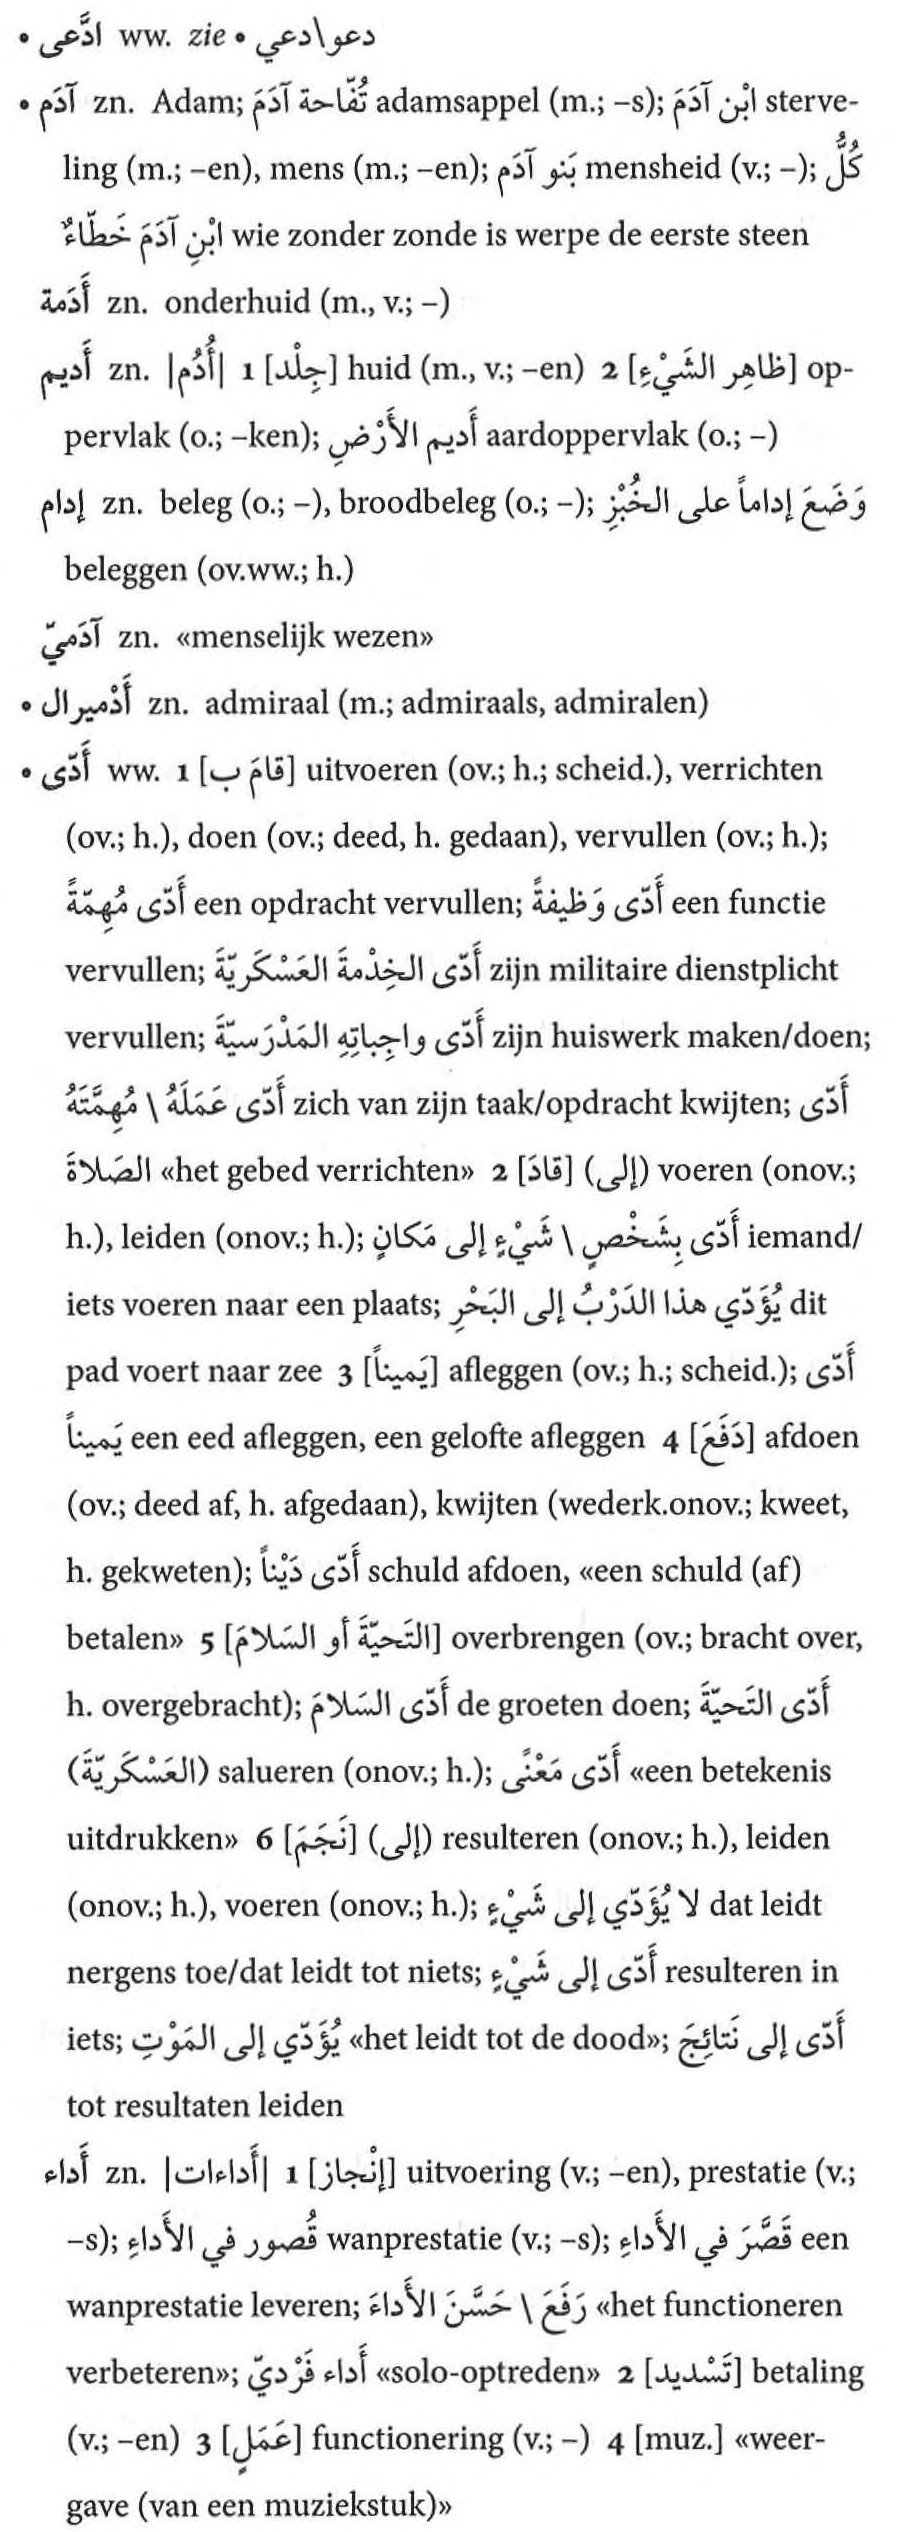 • اِدَّعى ww. zie • دعو\دعي
• آدَم zn. Adam; تُفّاحة آدَمَ adamsappel (m.; –s); اِبْن آدَمَ sterve-
ling (m.; –en), mens (m.; –en); بَنو آدَم mensheid (v.; –); كُلُّ
ابْنِ آدَمَ خَطّاءٌ wie zonder zonde is werpe de eerste steen
أَدَمة zn. onderhuid (m., v.; –)
أَديم zn. |أُدُم| 1 [جِلْد] huid (m., v.; –en) 2 [ظاهِر الشَيْءِ] op-
pervlak (o.; –ken); أَديم الأَرْضِ aardoppervlak (o.; –)
إدام zn. beleg (o.; –), broodbeleg (o.; –); وَضَعَ إداماً على الخُبْزِ
beleggen (ov.ww.; h.)
آدَميّ zn. «menselijk wezen»
• أَدْميرال zn. admiraal (m.; admiraals, admiralen)
• أَدّى ww. 1 [قامَ ب] uitvoeren (ov.; h.; scheid.), verrichten
(ov.; h.), doen (ov.; deed, h. gedaan), vervullen (ov.; h.);
أَدّى مُهِمّةً een opdracht vervullen; أَدّى وَظيفةً een functie
vervullen; أَدّى الخِدْمةَ العَسْكَريّةَ zijn militaire dienstplicht
vervullen; أَدّى واجِباتِهِ المَدْرَسيّةَ zijn huiswerk maken/doen;
أَدّى عَمَلَهُ \ مُهِمَّتَهُ zich van zijn taak/opdracht kwijten; أَدّى
الصَلاةَ «het gebed verrichten» 2 [قادَ] (إلى) voeren (onov.;
h.), leiden (onov.; h.); أَدّى بِشَخْصٍ \ شَيْءٍ إلى مَكانٍ iemand/
iets voeren naar een plaats; يُؤَدّي هذا الدَرْبُ إلى البَحْرِ dit
pad voert naar zee 3 [يَميناً] afleggen (ov.; h.; scheid.); أَدّى
يَميناً een eed afleggen, een gelofte afleggen 4 [دَفَعَ] afdoen
(ov.; deed af, h. afgedaan), kwijten (wederk.onov.; kweet,
h. gekweten); أَدّى دَيْناً schuld afdoen, «een schuld (af)
betalen» 5 [التَحيّةَ أو السَلامَ] overbrengen (ov.; bracht over,
h. overgebracht); أَدّى السَلامَ de groeten doen; أَدّى التَحيّةَ
(العَسْكَريّةَ) salueren (onov.; h.); أَدّى مَعْنًى «een betekenis
uitdrukken» 6 [نَجَمَ] (إلى) resulteren (onov.; h.), leiden
(onov.; h.), voeren (onov.; h.); لا يُؤَدّي إلى شَيْءٍ dat leidt
nergens toe/dat leidt tot niets; أَدّى إلى شَيْءٍ resulteren in
iets; يُؤَدّي إلى المَوْتِ «het leidt tot de dood»; أَدّى إلى نَتائِجَ
tot resultaten leiden
أَداء zn. |أَداءات| 1 [إنْجاز] uitvoering (v.; –en), prestatie (v.;
–s); قُصور في الأَداءِ wanprestatie (v.; –s); قَصَّرَ في الأَداءِ een
wanprestatie leveren; رَفَعَ \ حَسَّنَ الأَداءَ «het functioneren
verbeteren»; أَداء فَرْديّ «solo-optreden» 2 [تَسْديد] betaling
(v.; –en) 3 [عَمَلٍ] functionering (v.; –) 4 [muz.] «weer-
gave (van een muziekstuk)»